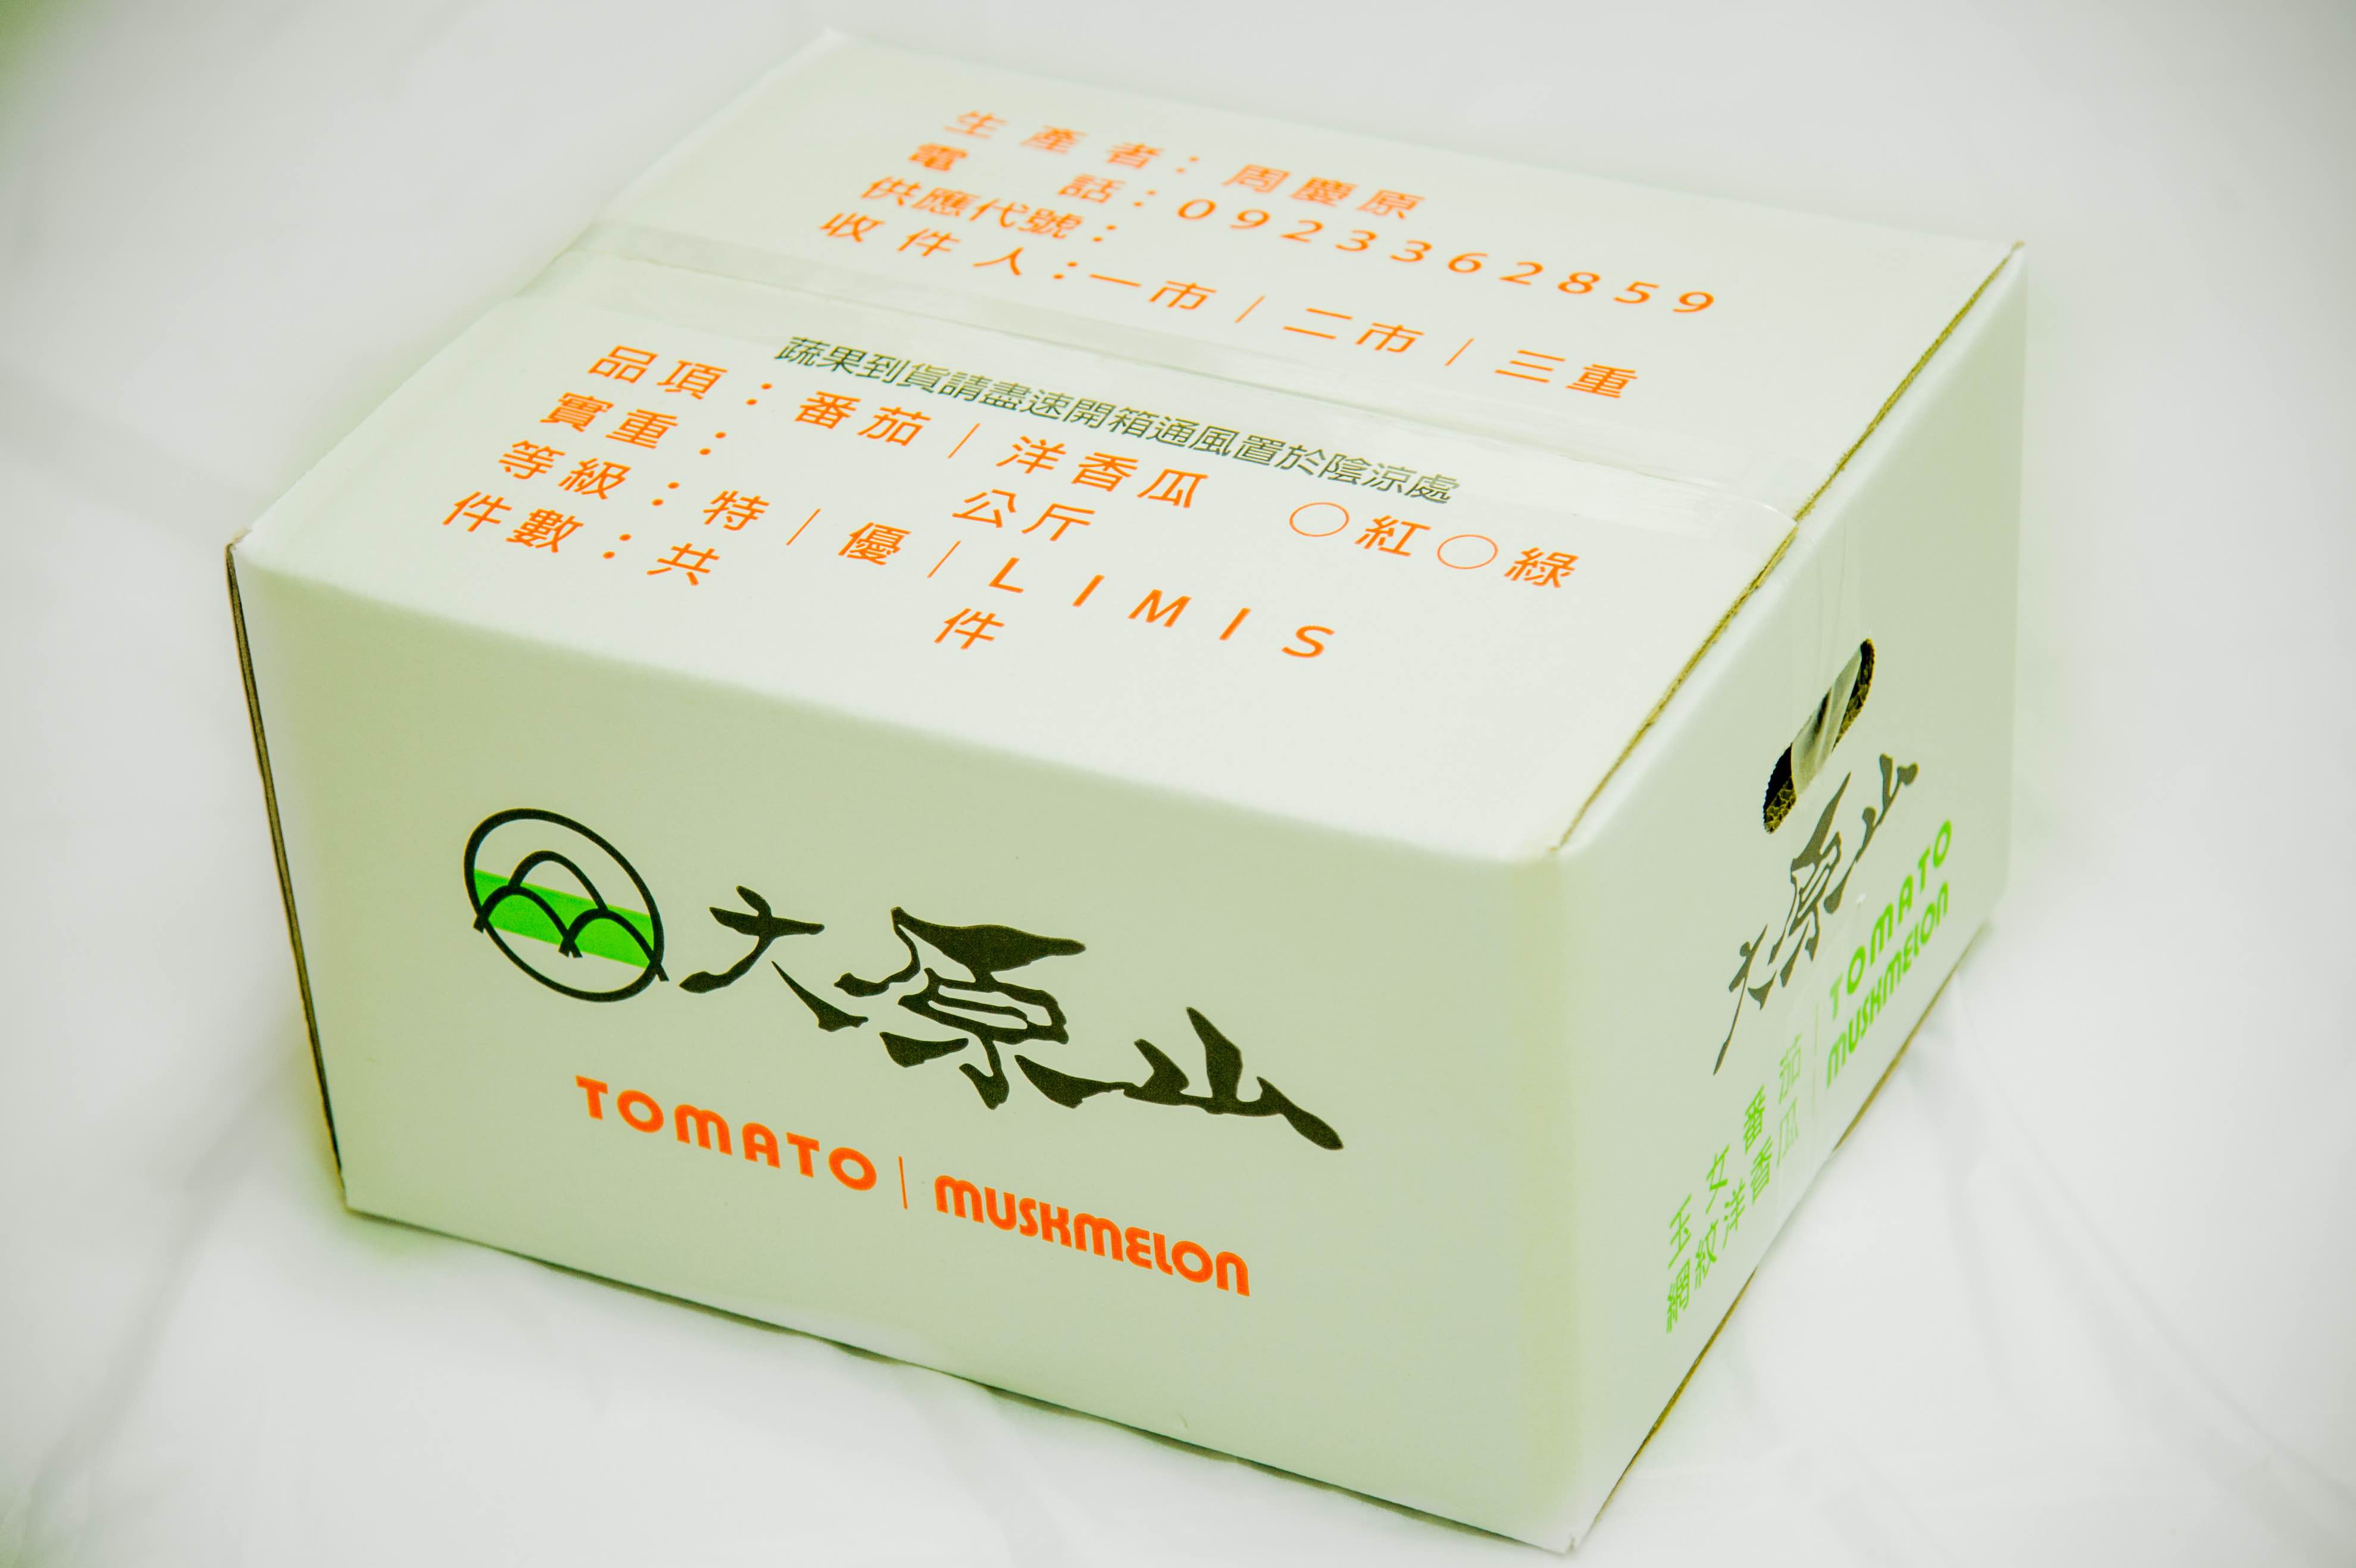 生產者：周慶原
電話：0923362859
供應代號：
收件人：一市｜二市｜三重
蔬果到貨請盡速開箱通風置於陰涼處
品項：番茄｜洋香瓜 ○紅○綠
實重： 公斤
等級：特｜優｜LIMIS
件數：共 件
大原山
TOMATO｜MUSKMELON
大原山
玉女番茄｜TOMATO
網紋洋香瓜｜MUSKMELON